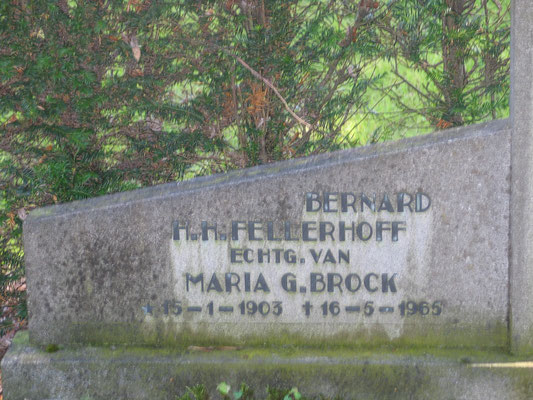 BERNARD
H.H. FELLERHOFF
ECHTG. VAN
MARIA G. BROCK
* 15-1-1903 † 16-5-1965